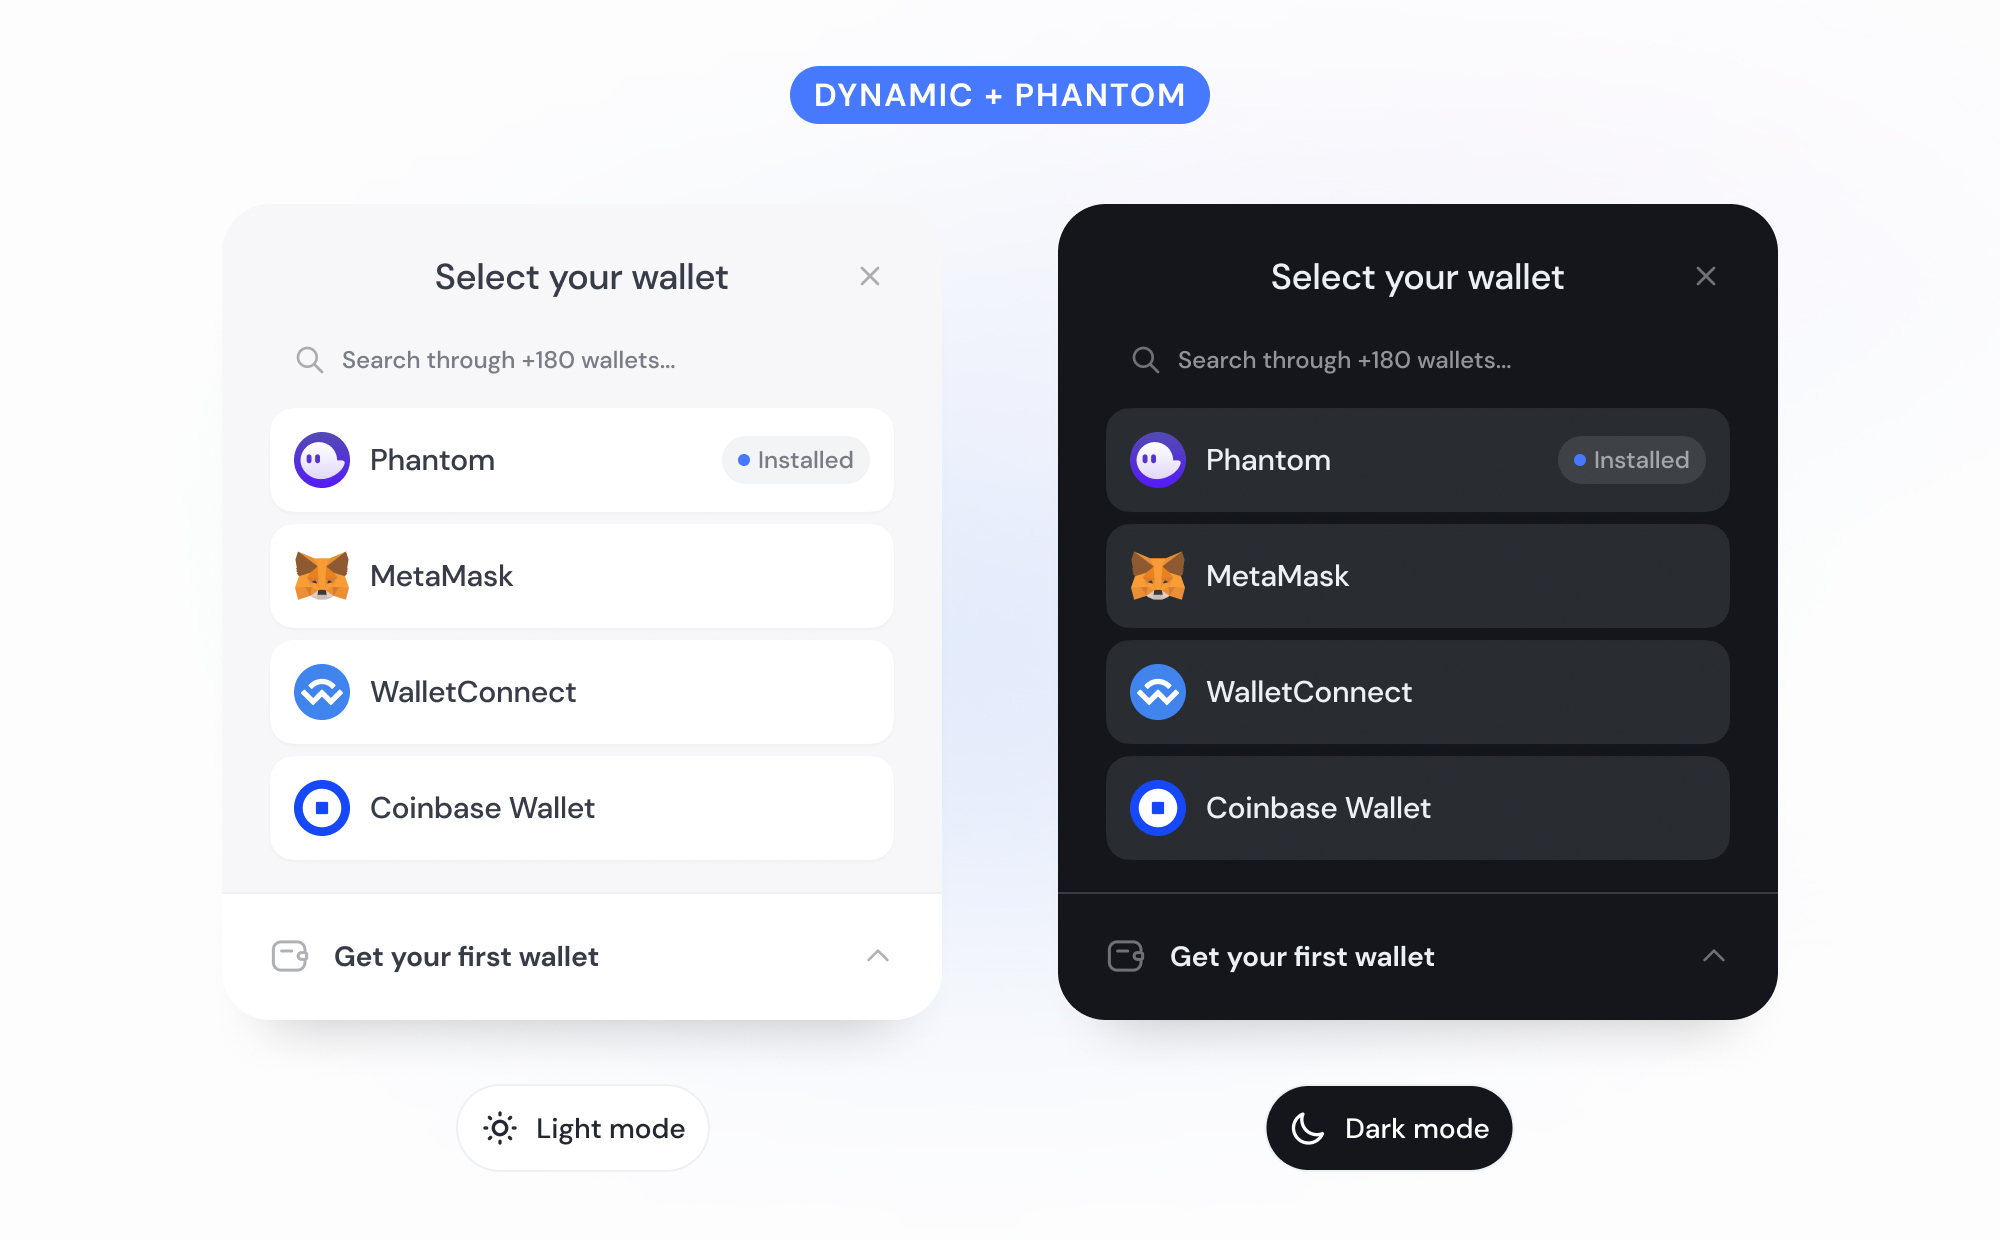 DYNAMIC + PHANTOM
Select your wallet
Search through +180 wallets...
Phantom
Installed
MetaMask
WalletConnect
Coinbase Wallet
Get your first wallet
Light mode
Select your wallet
Search through +180 wallets...
Phantom
Installed
MetaMask
WalletConnect
Coinbase Wallet
Get your first wallet
Dark mode